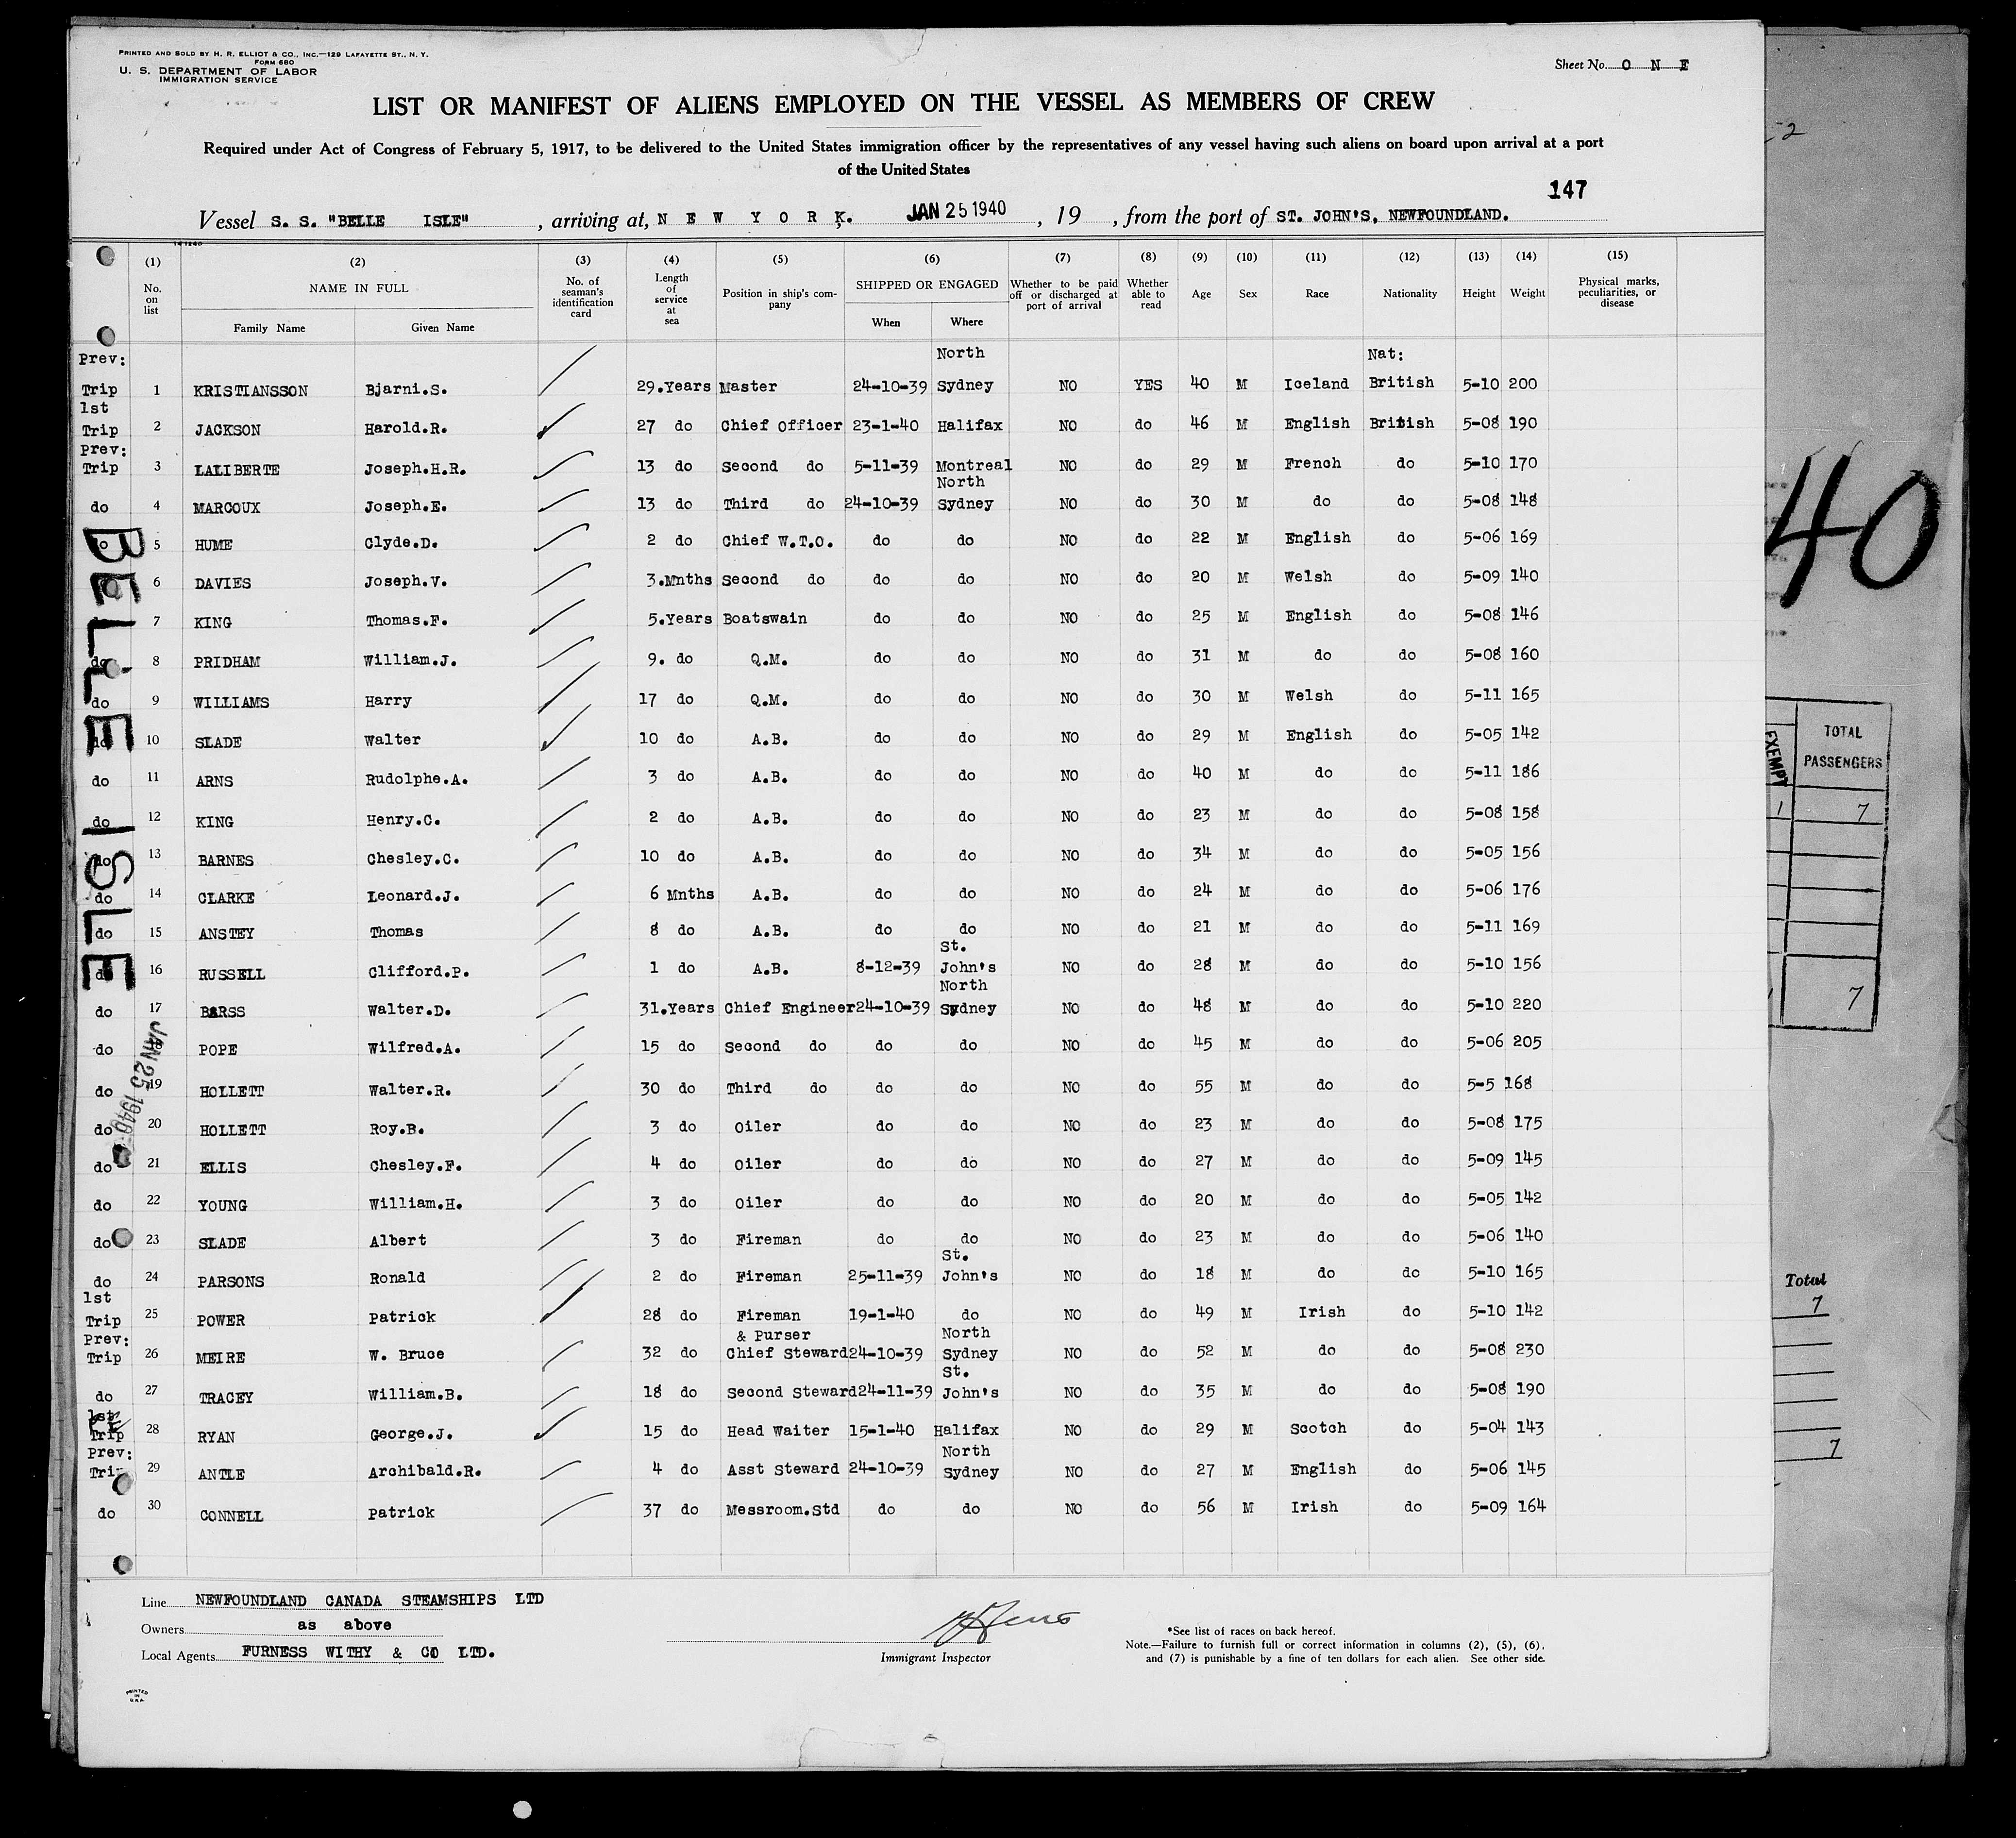 PRINTED AND SOLD BY H. R. ELLIOT & CO., INC.—129 LAFAYETTE ST., N. Y.
FORM 680
U. S. DEPARTMENT OF LABOR
IMMIGRATION SERVICE
Sheet No. O N E
LIST OR MANIFEST OF ALIENS EMPLOYED ON THE VESSEL AS MEMBERS OF CREW
Required under Act of Congress of February 5, 1917, to be delivered to the United States immigration officer by the representatives of any vessel having such aliens on board upon arrival at a port
of the United States
147
Vessel S. S. "BELLE ISLE", arriving at, N E W Y O R K. JAN 25 1940, 19 , from the port of ST. JOHN'S, NEWFOUNDLAND.
(1) (2) (3) (4) (5) (6) (7) (8) (9) (10) (11) (12) (13) (14) (15)
No. on list NAME IN FULL Family Name Given Name No. of seaman's identification card Length of service at sea Position in ship's company SHIPPED OR ENGAGED When Where Whether to be paid off or discharged at port of arrival Whether able to read Age Sex Race Nationality Height Weight Physical marks, peculiarities, or disease
Prev: North Nat:
Trip 1 KRISTIANSSON Bjarni.S. 29.Years Master 24-10-39 Sydney NO YES 40 M Iceland British 5-10 200
1st
Trip 2 JACKSON Harold.R. 27 do Chief Officer 23-1-40 Halifax NO do 46 M English British 5-08 190
Prev:
Trip 3 LALIBERTE Joseph.H.R. 13 do Second do 5-11-39 Montreal NO do 29 M French do 5-10 170
North
do 4 MARCOUX Joseph.E. 13 do Third do 24-10-39 Sydney NO do 30 M do do 5-08 148
do 5 HUME Clyde.D. 2 do Chief W.T.O. do do NO do 22 M English do 5-06 169
6 DAVIES Joseph.V. 3.Mnths Second do do do NO do 20 M Welsh do 5-09 140
7 KING Thomas.F. 5.Years Boatswain do do NO do 25 M English do 5-08 146
do 8 PRIDHAM William.J. 9. do Q.M. do do NO do 31 M do do 5-08 160
do 9 WILLIAMS Harry 17 do Q.M. do do NO do 30 M Welsh do 5-11 165
do 10 SLADE Walter 10 do A.B. do do NO do 29 M English do 5-05 142
do 11 ARNS Rudolphe.A. 3 do A.B. do do NO do 40 M do do 5-11 186
do 12 KING Henry.C. 2 do A.B. do do NO do 23 M do do 5-08 158
do 13 BARNES Chesley.C. 10 do A.B. do do NO do 34 M do do 5-05 156
do 14 CLARKE Leonard.J. 6 Mnths A.B. do do NO do 24 M do do 5-06 176
do 15 ANSTEY Thomas 8 do A.B. do do NO do 21 M do do 5-11 169
St.
do 16 RUSSELL Clifford.P. 1 do A.B. 8-12-39 John's NO do 28 M do do 5-10 156
North
do 17 BARSS Walter.D. 31.Years Chief Engineer 24-10-39 Sydney NO do 48 M do do 5-10 220
do POPE Wilfred.A. 15 do Second do do do NO do 45 M do do 5-06 205
do 19 HOLLETT Walter.R. 30 do Third do do do NO do 55 M do do 5-5 168
do 20 HOLLETT Roy.B. 3 do Oiler do do NO do 23 M do do 5-08 175
do 21 ELLIS Chesley.F. 4 do Oiler do do NO do 27 M do do 5-09 145
do 22 YOUNG William.H. 3 do Oiler do do NO do 20 M do do 5-05 142
do 23 SLADE Albert 3 do Fireman do do NO do 23 M do do 5-06 140
St.
do 24 PARSONS Ronald 2 do Fireman 25-11-39 John's NO do 18 M do do 5-10 165
1st
Trip 25 POWER Patrick 28 do Fireman 19-1-40 do NO do 49 M Irish do 5-10 142
Prev: & Purser North
Trip 26 MEIRE W. Bruce 32 do Chief Steward 24-10-39 Sydney NO do 52 M do do 5-08 230
St.
do 27 TRACEY William.B. 18 do Second Steward 24-11-39 John's NO do 35 M do do 5-08 190
1st
Trip 28 RYAN George.J. 15 do Head Waiter 15-1-40 Halifax NO do 29 M Scotch do 5-04 143
Prev: North
Trip 29 ANTLE Archibald.R. 4 do Asst Steward 24-10-39 Sydney NO do 27 M English do 5-06 145
do 30 CONNELL Patrick 37 do Messroom.Std do do NO do 56 M Irish do 5-09 164
BELLE ISLE
JAN 25 1940
Line NEWFOUNDLAND CANADA STEAMSHIPS LTD
Owners as above
Local Agents FURNESS WITHY & CO LTD.
Immigrant Inspector
*See list of races on back hereof.
Note.—Failure to furnish full or correct information in columns (2), (5), (6),
and (7) is punishable by a fine of ten dollars for each alien. See other side.
PRINTED
IN
U.S.A.
40
EXEMPT
TOTAL
PASSENGERS
1 7
7
Total
7
7